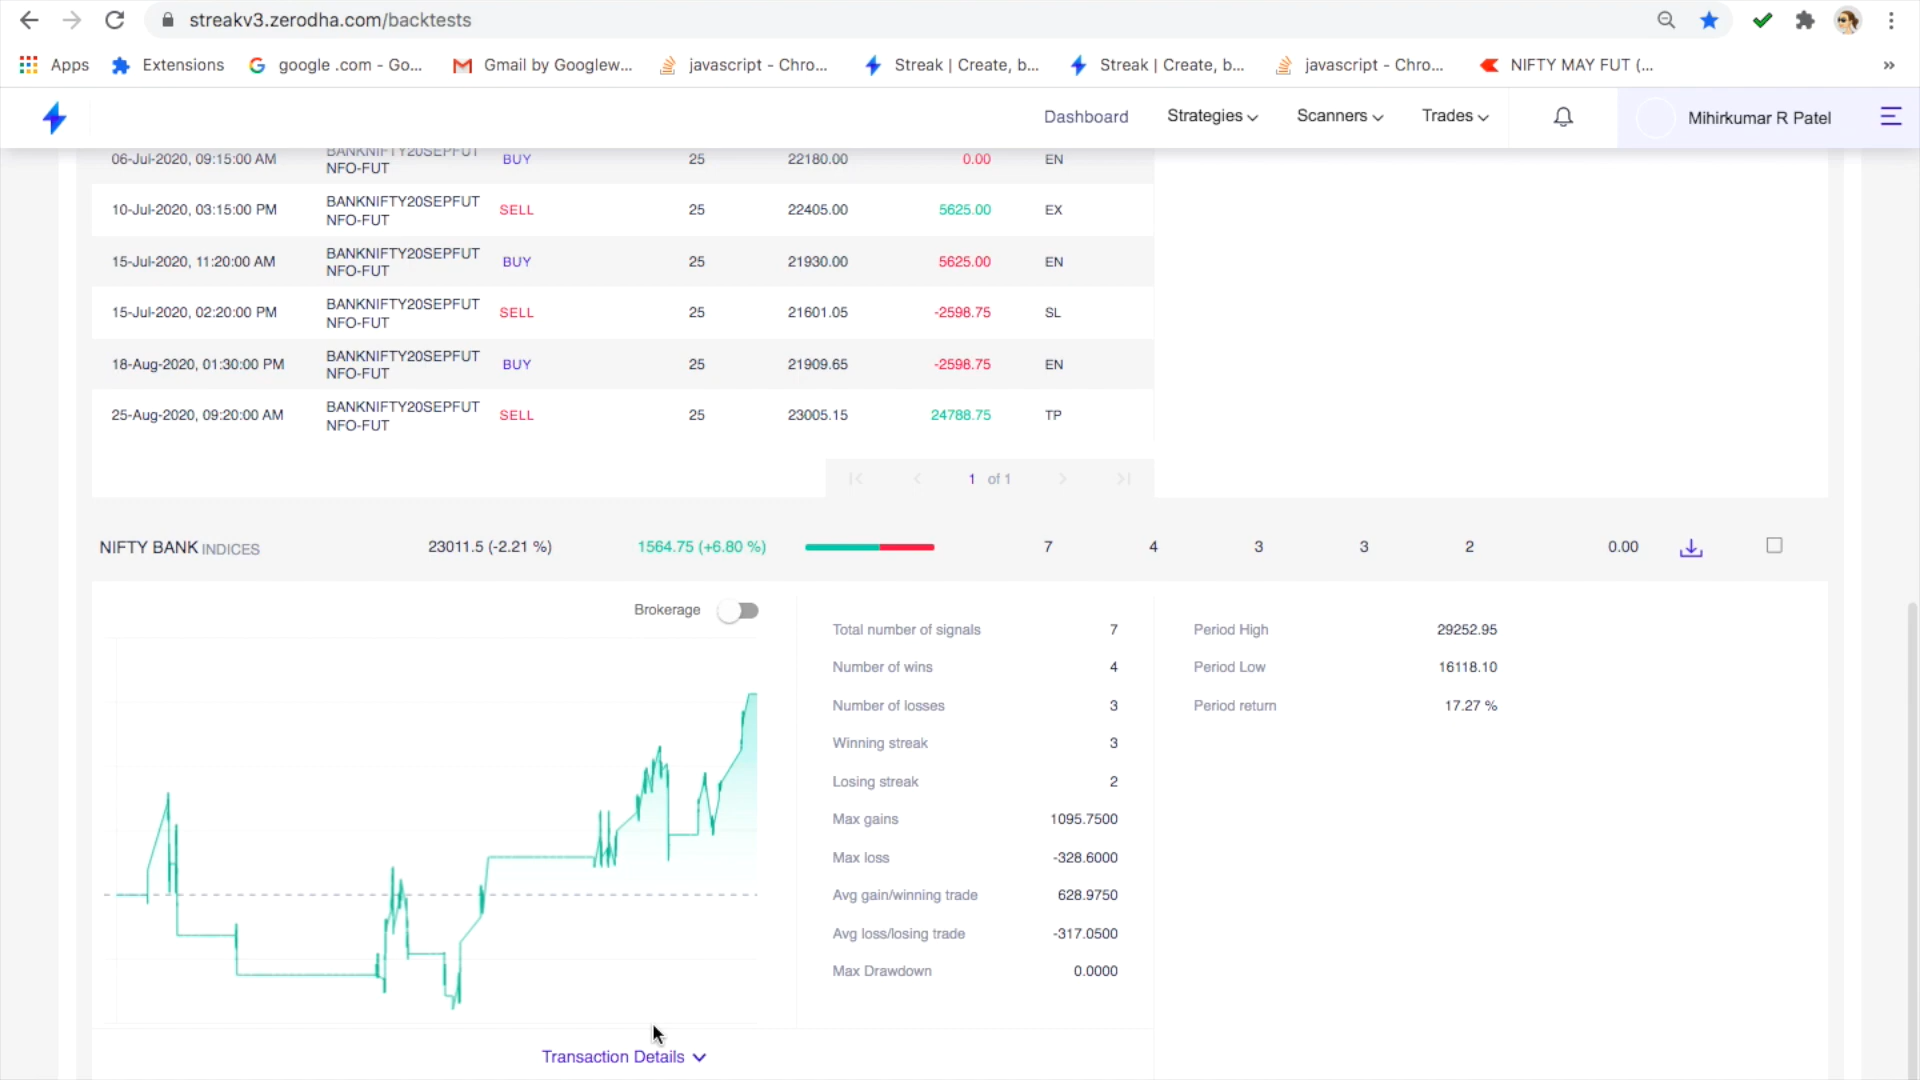 streakv3.zerodha.com/backtests
Apps Extensions google .com - Go... Gmail by Googlew... javascript - Chro... Streak | Create, b... Streak | Create, b... javascript - Chro... NIFTY MAY FUT (... »
Dashboard Strategies Scanners Trades Mihirkumar R Patel
06-Jul-2020, 09:15:00 AM BANKNIFTY20SEPFUT NFO-FUT BUY 25 22180.00 0.00 EN
10-Jul-2020, 03:15:00 PM BANKNIFTY20SEPFUT NFO-FUT SELL 25 22405.00 5625.00 EX
15-Jul-2020, 11:20:00 AM BANKNIFTY20SEPFUT NFO-FUT BUY 25 21930.00 5625.00 EN
15-Jul-2020, 02:20:00 PM BANKNIFTY20SEPFUT NFO-FUT SELL 25 21601.05 -2598.75 SL
18-Aug-2020, 01:30:00 PM BANKNIFTY20SEPFUT NFO-FUT BUY 25 21909.65 -2598.75 EN
25-Aug-2020, 09:20:00 AM BANKNIFTY20SEPFUT NFO-FUT SELL 25 23005.15 24788.75 TP
1 of 1
NIFTY BANK INDICES 23011.5 (-2.21 %) 1564.75 (+6.80 %) 7 4 3 3 2 0.00
Brokerage
Total number of signals 7
Number of wins 4
Number of losses 3
Winning streak 3
Losing streak 2
Max gains 1095.7500
Max loss -328.6000
Avg gain/winning trade 628.9750
Avg loss/losing trade -317.0500
Max Drawdown 0.0000
Period High 29252.95
Period Low 16118.10
Period return 17.27 %
Transaction Details